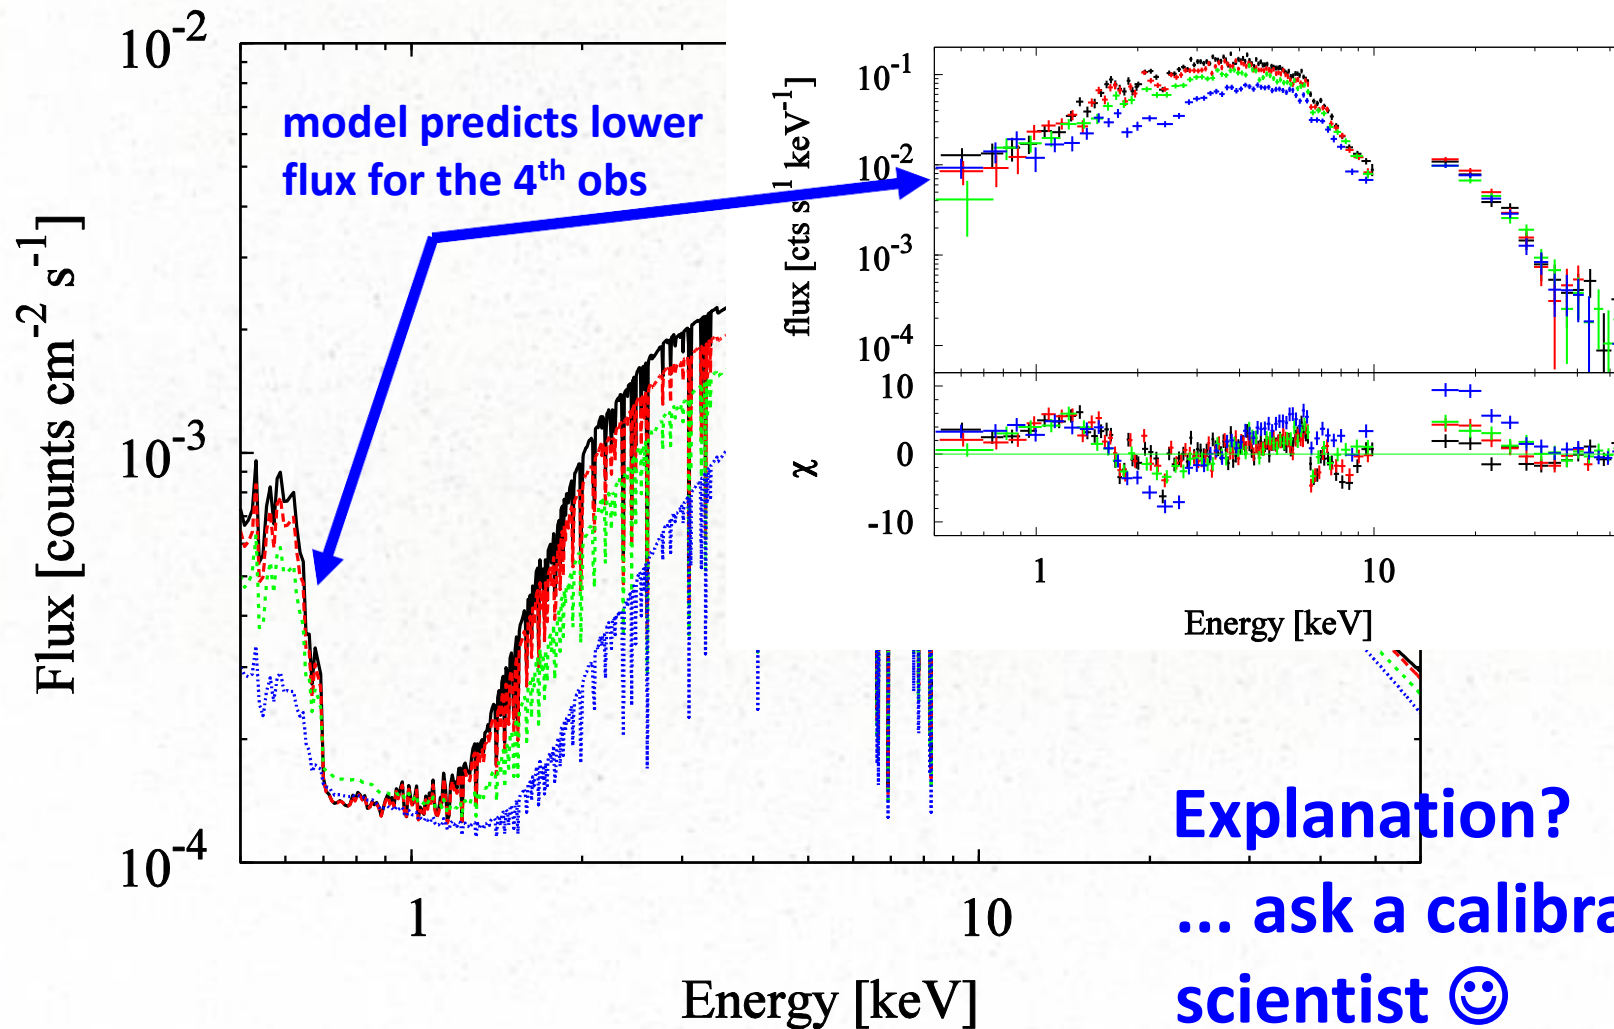 10^-2
model predicts lower
flux for the 4th obs
Flux [counts cm^-2 s^-1]
10^-3
10^-4
1
10
Energy [keV]
flux [cts s^-1 keV^-1]
10^-1
10^-2
10^-3
10^-4
χ
10
0
-10
1
10
Energy [keV]
Explanation?
... ask a calibra
scientist ☺